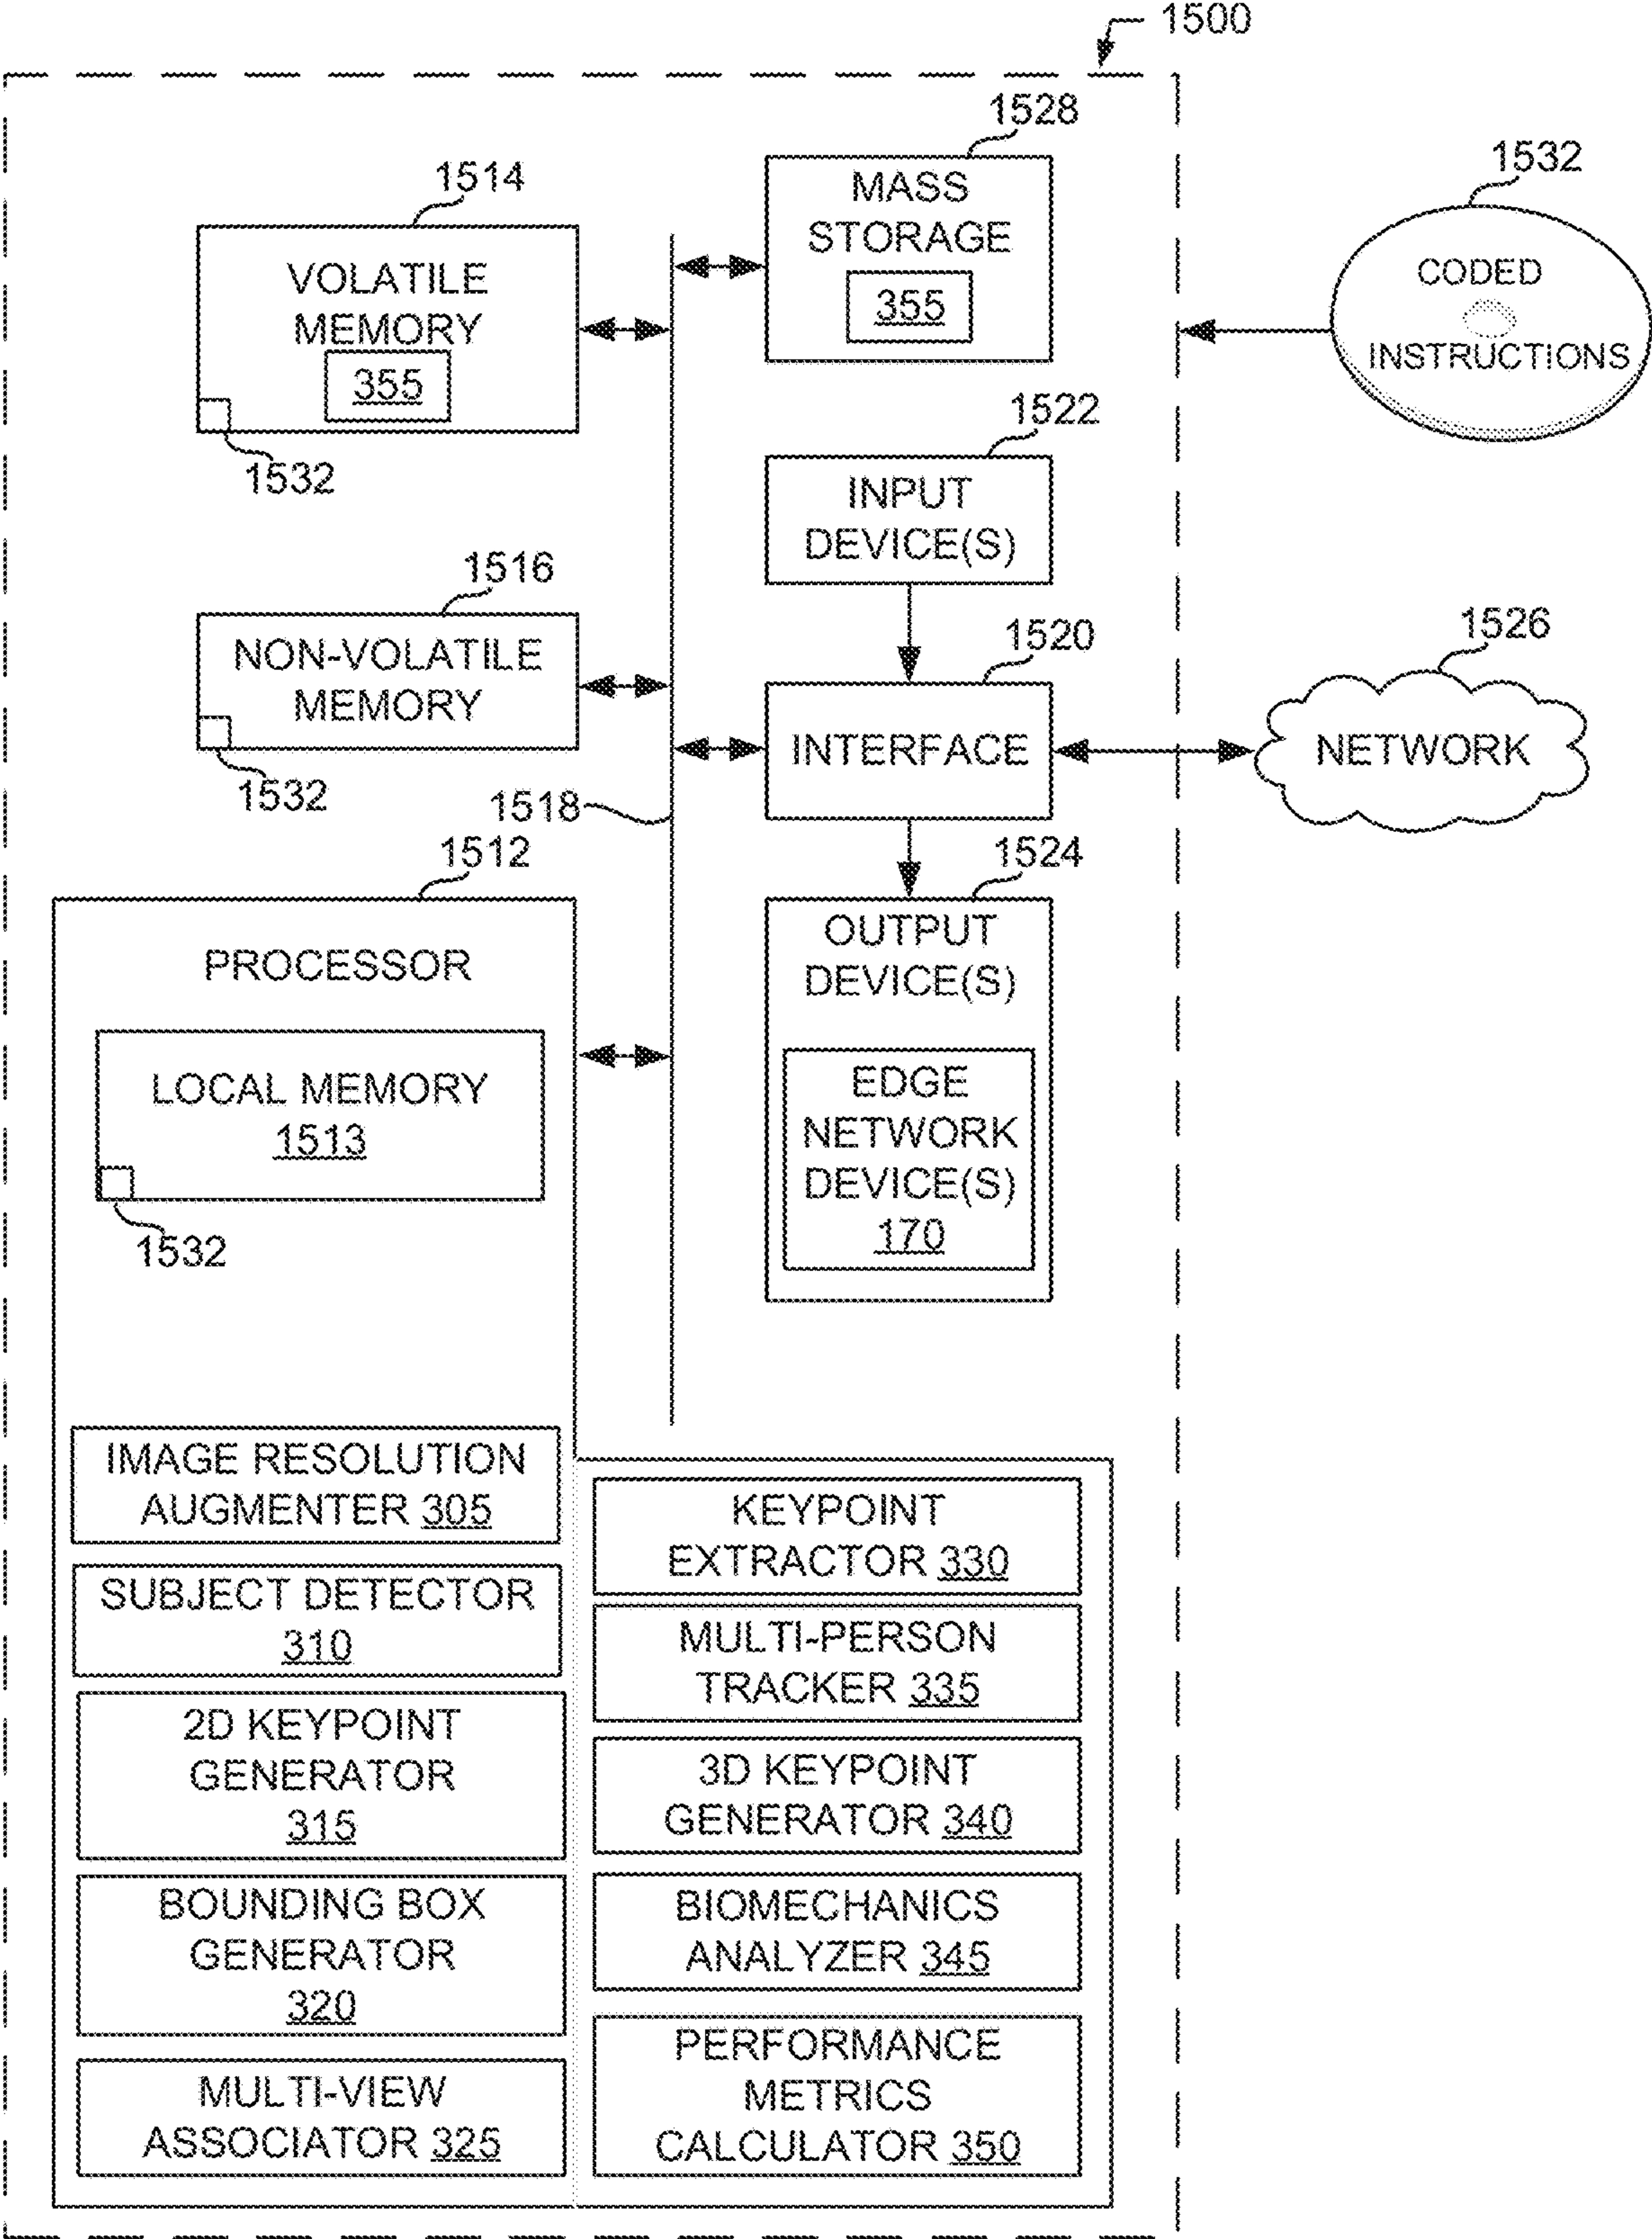 1500
1528
MASS
STORAGE
355
1514
VOLATILE
MEMORY
355
1532
1532
CODED
INSTRUCTIONS
1522
INPUT
DEVICE(S)
1516
NON-VOLATILE
MEMORY
1532
1520
INTERFACE
1526
NETWORK
1518
1512
PROCESSOR
LOCAL MEMORY
1513
1532
1524
OUTPUT
DEVICE(S)
EDGE
NETWORK
DEVICE(S)
170
IMAGE RESOLUTION
AUGMENTER 305
SUBJECT DETECTOR
310
2D KEYPOINT
GENERATOR
315
BOUNDING BOX
GENERATOR
320
MULTI-VIEW
ASSOCIATOR 325
KEYPOINT
EXTRACTOR 330
MULTI-PERSON
TRACKER 335
3D KEYPOINT
GENERATOR 340
BIOMECHANICS
ANALYZER 345
PERFORMANCE
METRICS
CALCULATOR 350